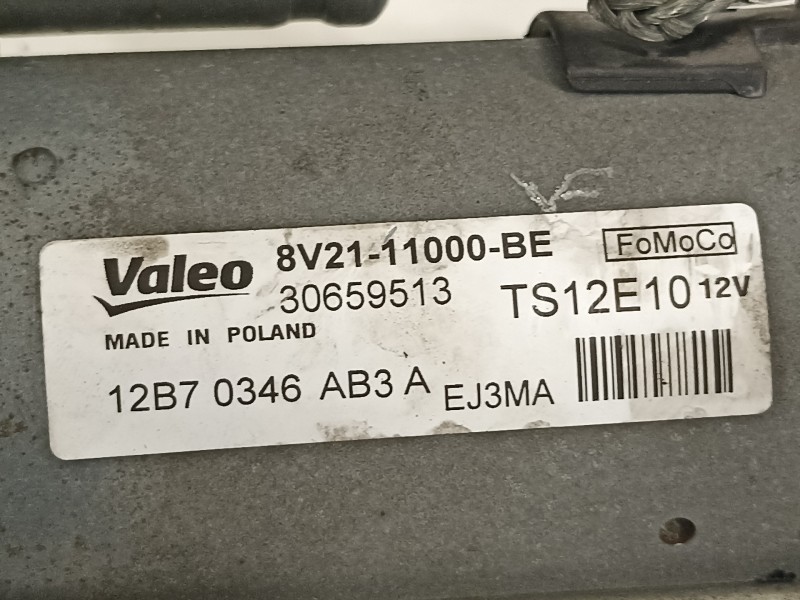 Valeo 8V21-11000-BE FoMoCo
30659513 TS12E10 12V
MADE IN POLAND
12B7 0346 AB3 A EJ3MA